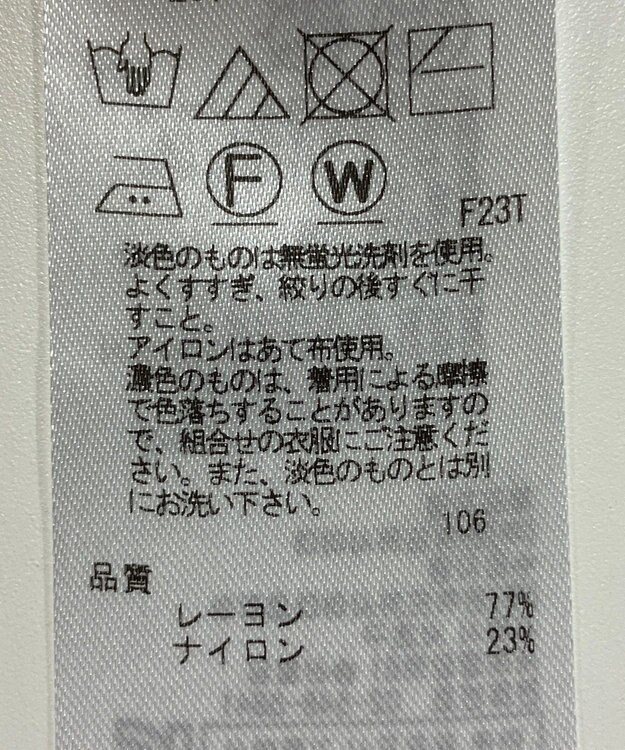 F
W
F23T
淡色のものは無蛍光洗剤を使用。
よくすすぎ、絞りの後すぐに干
すこと。
アイロンはあて布使用。
濃色のものは、着用による摩擦
で色落ちすることがありますの
で、組合せの衣服にご注意くだ
さい。また、淡色のものとは別
にお洗い下さい。
106
品質
レーヨン 77%
ナイロン 23%